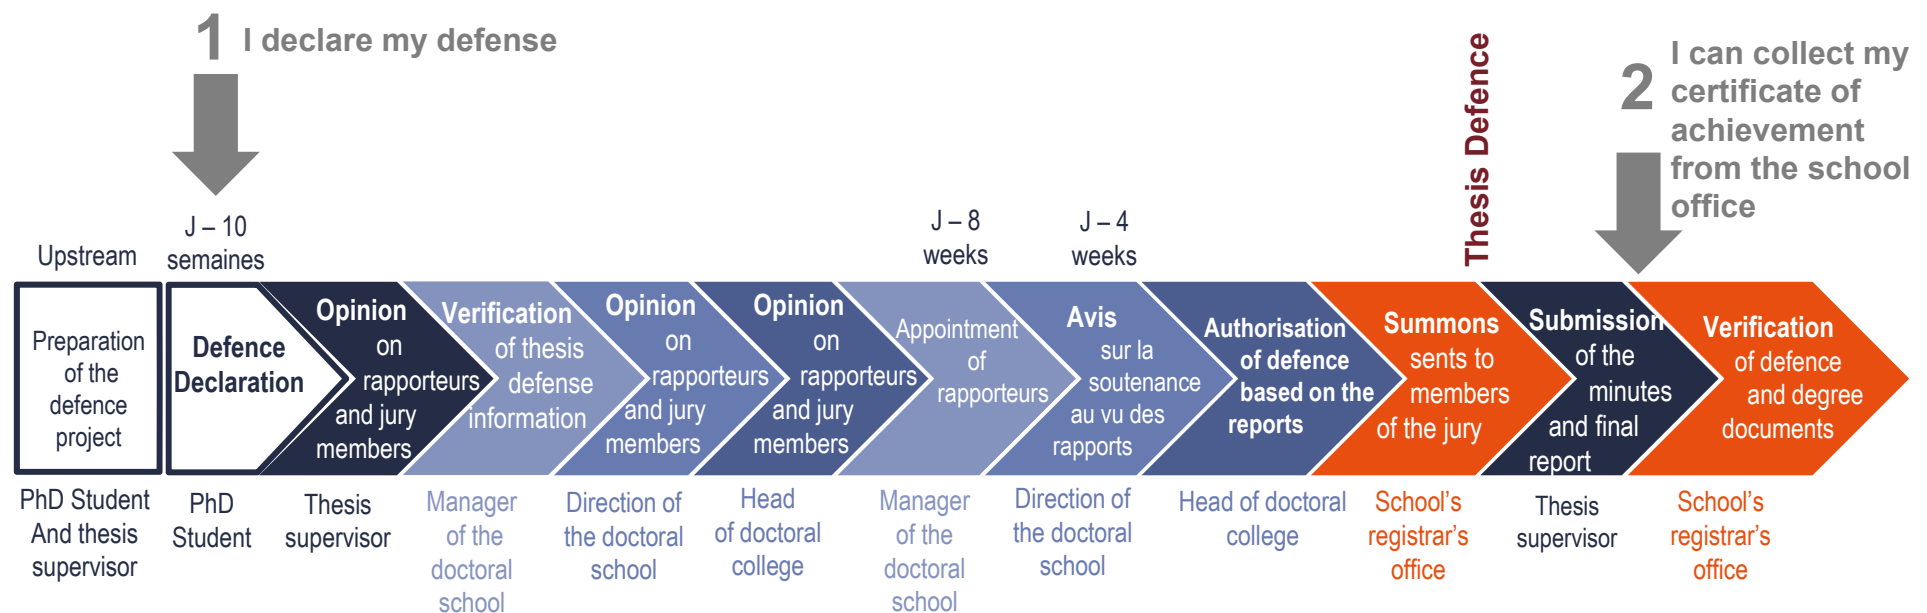 1 I declare my defense
Thesis Defence
2
I can collect my
certificate of
achievement
from the school
office
Upstream
J – 10
semaines
J – 8
weeks
J – 4
weeks
Preparation
of the
defence
project
Defence
Declaration
Opinion
on
rapporteurs
and jury
members
Verification
of thesis
defense
information
Opinion
on
rapporteurs
and jury
members
Opinion
on
rapporteurs
and jury
members
Appointment
of
rapporteurs
Avis
sur la
soutenance
au vu des
rapports
Authorisation
of defence
based on the
reports
Summons
sents to
members
of the jury
Submission
of the
minutes
and final
report
Verification
of defence
and degree
documents
PhD Student
And thesis
supervisor
PhD
Student
Thesis
supervisor
Manager
of the
doctoral
school
Direction of
the doctoral
school
Head
of doctoral
college
Manager
of the
doctoral
school
Direction of
the doctoral
school
Head of doctoral
college
School's
registrar's
office
Thesis
supervisor
School's
registrar's
office